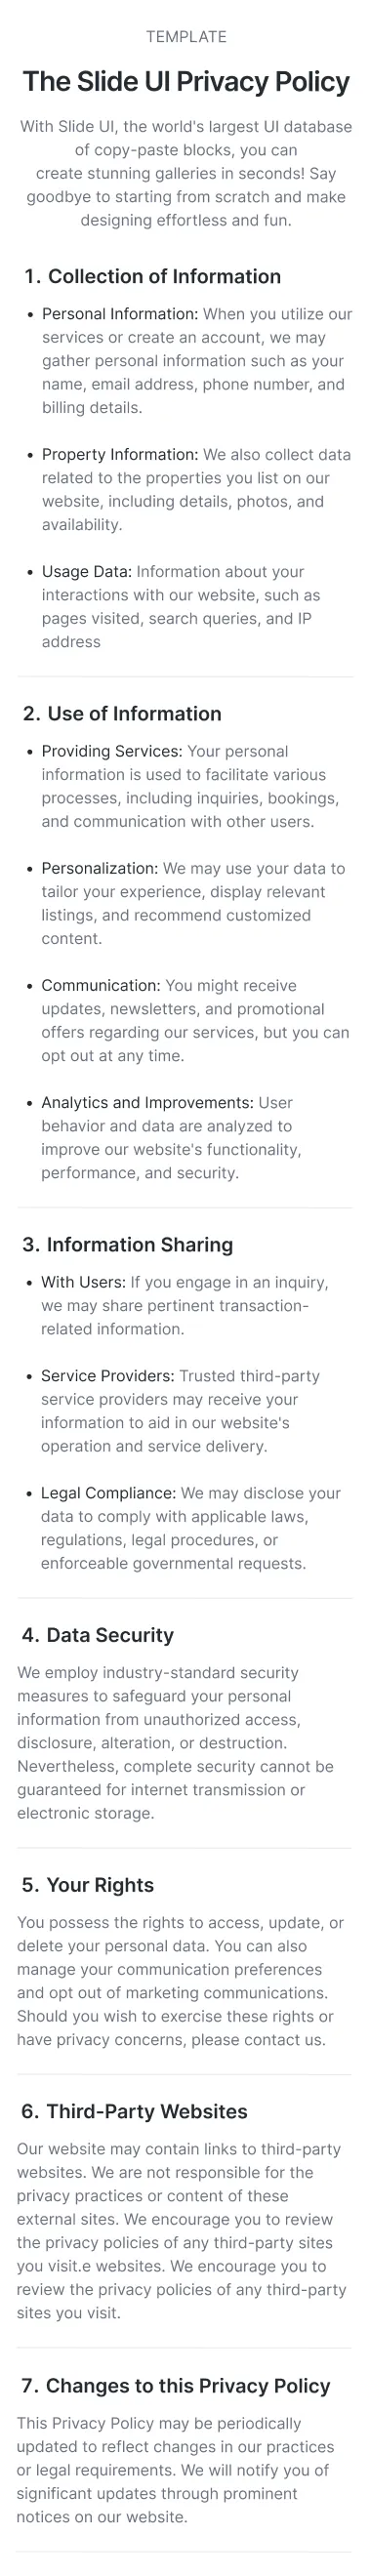 TEMPLATE
The Slide UI Privacy Policy
With Slide UI, the world's largest UI database
of copy-paste blocks, you can
create stunning galleries in seconds! Say
goodbye to starting from scratch and make
designing effortless and fun.
1. Collection of Information
• Personal Information: When you utilize our
services or create an account, we may
gather personal information such as your
name, email address, phone number, and
billing details.
• Property Information: We also collect data
related to the properties you list on our
website, including details, photos, and
availability.
• Usage Data: Information about your
interactions with our website, such as
pages visited, search queries, and IP
address
2. Use of Information
• Providing Services: Your personal
information is used to facilitate various
processes, including inquiries, bookings,
and communication with other users.
• Personalization: We may use your data to
tailor your experience, display relevant
listings, and recommend customized
content.
• Communication: You might receive
updates, newsletters, and promotional
offers regarding our services, but you can
opt out at any time.
• Analytics and Improvements: User
behavior and data are analyzed to
improve our website's functionality,
performance, and security.
3. Information Sharing
• With Users: If you engage in an inquiry,
we may share pertinent transaction-
related information.
• Service Providers: Trusted third-party
service providers may receive your
information to aid in our website's
operation and service delivery.
• Legal Compliance: We may disclose your
data to comply with applicable laws,
regulations, legal procedures, or
enforceable governmental requests.
4. Data Security
We employ industry-standard security
measures to safeguard your personal
information from unauthorized access,
disclosure, alteration, or destruction.
Nevertheless, complete security cannot be
guaranteed for internet transmission or
electronic storage.
5. Your Rights
You possess the rights to access, update, or
delete your personal data. You can also
manage your communication preferences
and opt out of marketing communications.
Should you wish to exercise these rights or
have privacy concerns, please contact us.
6. Third-Party Websites
Our website may contain links to third-party
websites. We are not responsible for the
privacy practices or content of these
external sites. We encourage you to review
the privacy policies of any third-party sites
you visit.e websites. We encourage you to
review the privacy policies of any third-party
sites you visit.
7. Changes to this Privacy Policy
This Privacy Policy may be periodically
updated to reflect changes in our practices
or legal requirements. We will notify you of
significant updates through prominent
notices on our website.